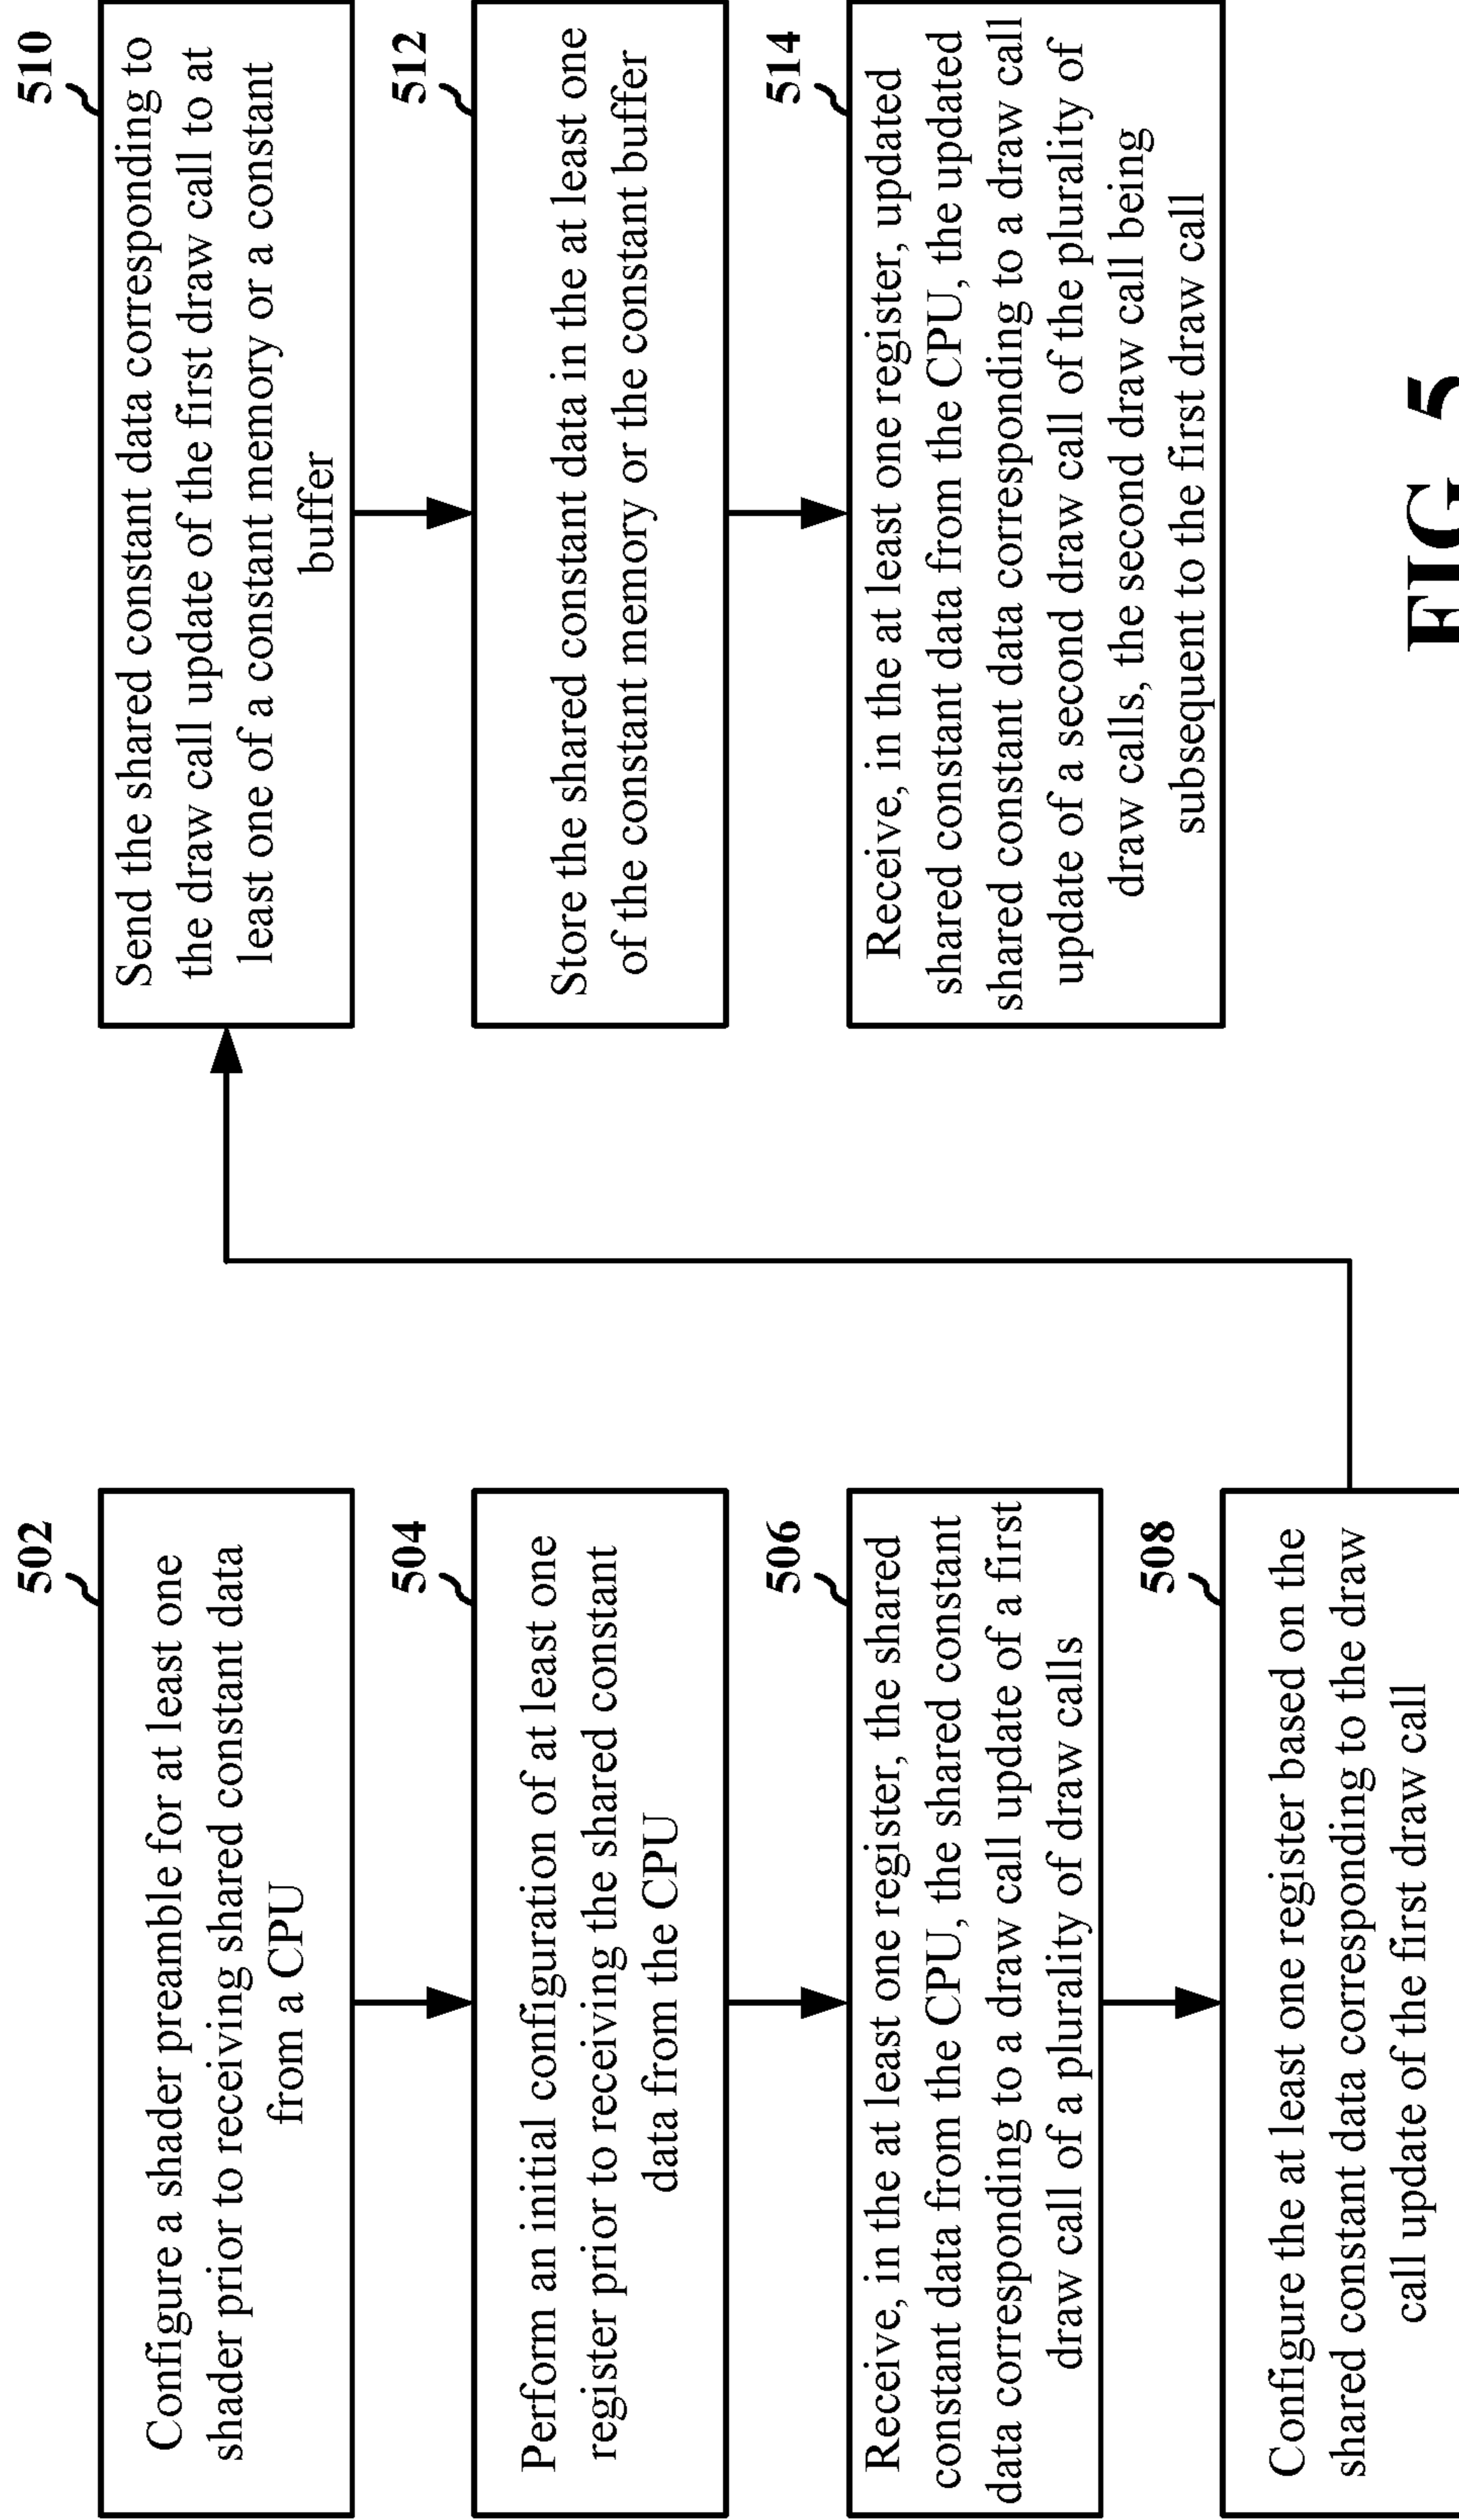 502
Configure a shader preamble for at least one
shader prior to receiving shared constant data
from a CPU
504
Perform an initial configuration of at least one
register prior to receiving the shared constant
data from the CPU
506
Receive, in the at least one register, the shared
constant data from the CPU, the shared constant
data corresponding to a draw call update of a first
draw call of a plurality of draw calls
508
Configure the at least one register based on the
shared constant data corresponding to the draw
call update of the first draw call
510
Send the shared constant data corresponding to
the draw call update of the first draw call to at
least one of a constant memory or a constant
buffer
512
Store the shared constant data in the at least one
of the constant memory or the constant buffer
514
Receive, in the at least one register, updated
shared constant data from the CPU, the updated
shared constant data corresponding to a draw call
update of a second draw call of the plurality of
draw calls, the second draw call being
subsequent to the first draw call
FIG. 5